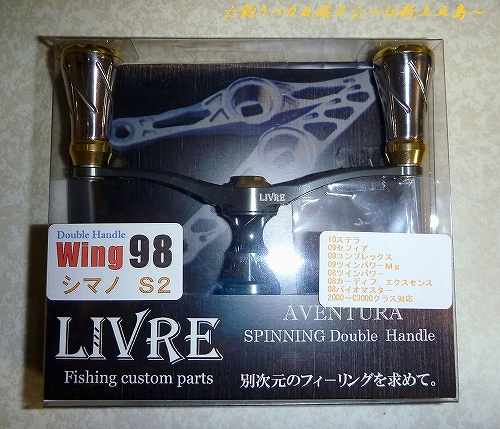 LIVRE
Double Handle
Wing 98
シマノ S2
10ステラ
09セフィア
09コンプレックス
09ツインパワーMg
08ツインパワー
08カーディフ エクスセンス
08バイオマスター
2000～C3000クラス対応
AVENTURA
SPINNING Double Handle
LIVRE
Fishing custom parts
別次元のフィーリングを求めて。